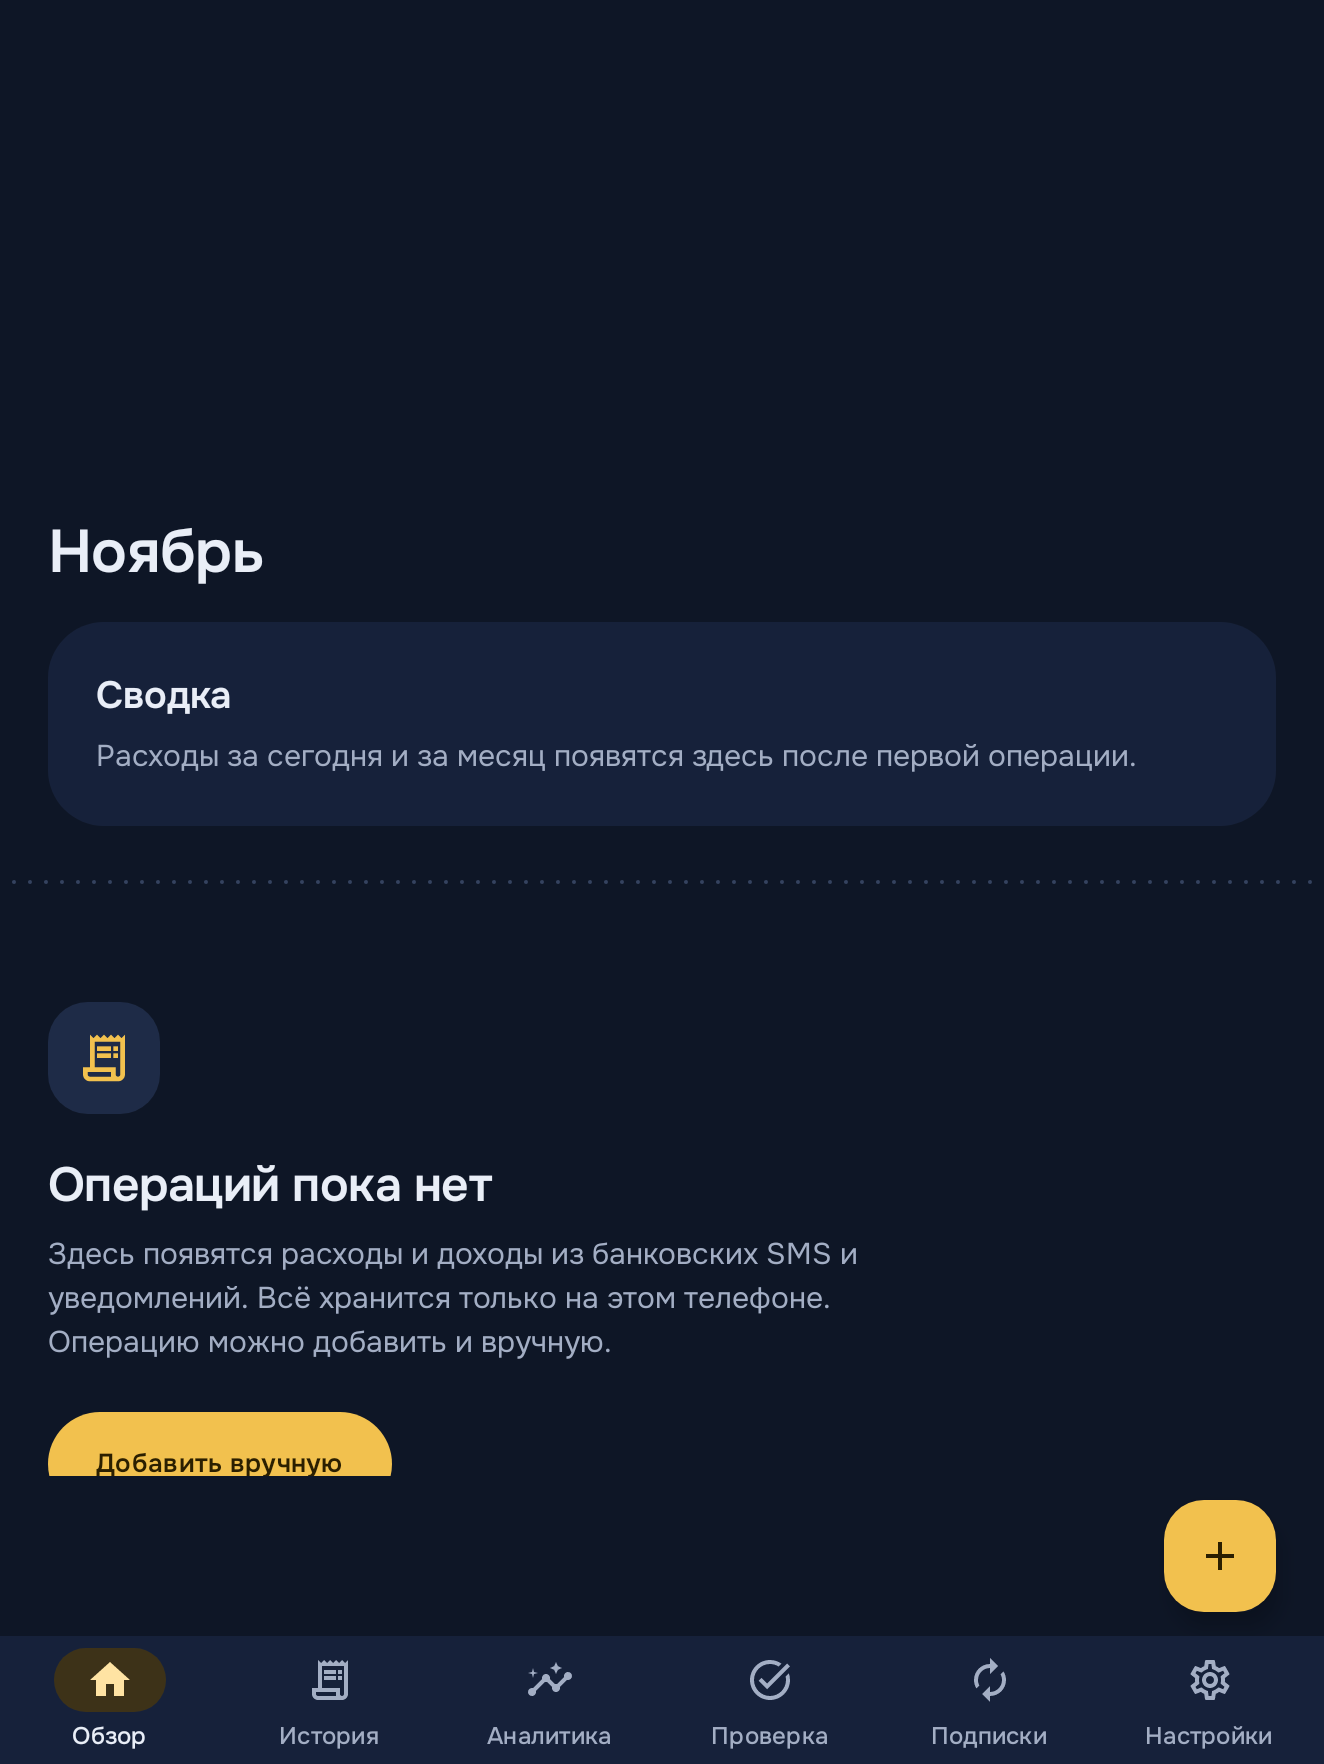 Ноябрь
Сводка
Расходы за сегодня и за месяц появятся здесь после первой операции.
Операций пока нет
Здесь появятся расходы и доходы из банковских SMS и
уведомлений. Всё хранится только на этом телефоне.
Операцию можно добавить и вручную.
Добавить вручную
Обзор
История
Аналитика
Проверка
Подписки
Настройки